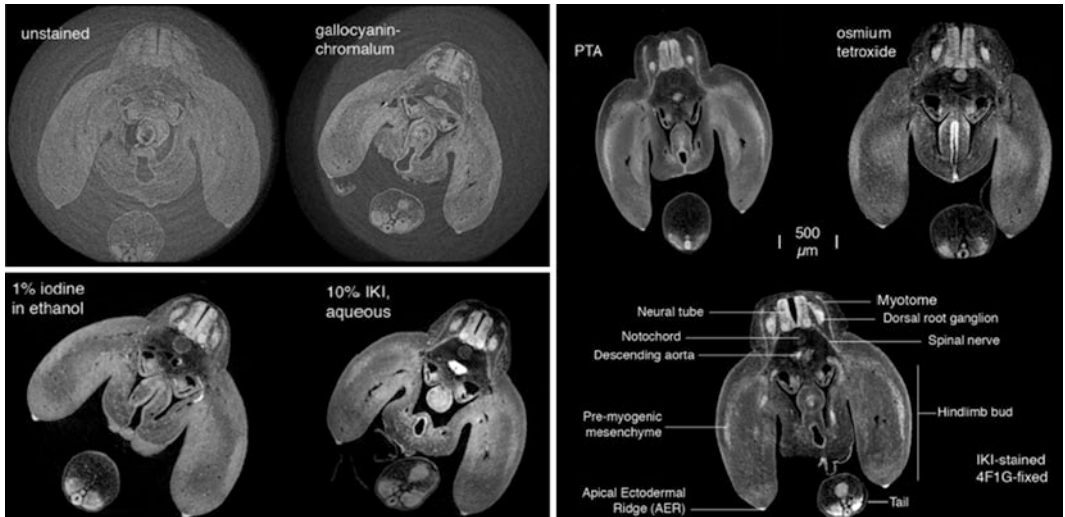 unstained
gallocyanin-
chromalum
PTA
osmium
tetroxide
500
µm
1% iodine
in ethanol
10% IKI,
aqueous
Neural tube
Notochord
Descending aorta
Pre-myogenic
mesenchyme
Apical Ectodermal
Ridge (AER)
Myotome
Dorsal root ganglion
Spinal nerve
Hindlimb bud
IKI-stained
4F1G-fixed
Tail